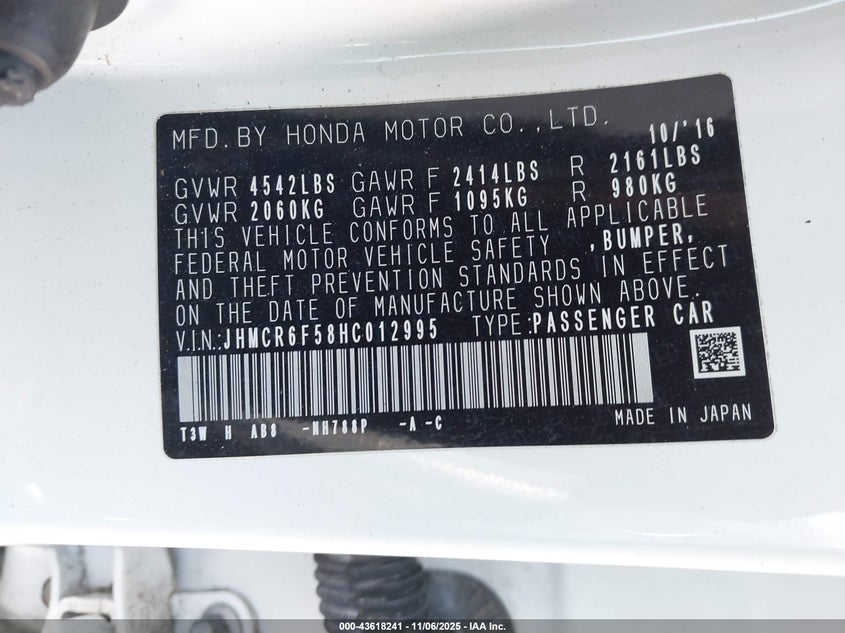 MFD. BY HONDA MOTOR CO., LTD. 10/'16
GVWR 4542LBS GAWR F 2414LBS R 2161LBS
GVWR 2060KG GAWR F 1095KG R 980KG
THIS VEHICLE CONFORMS TO ALL APPLICABLE
FEDERAL MOTOR VEHICLE SAFETY ,BUMPER,
AND THEFT PREVENTION STANDARDS IN EFFECT
ON THE DATE OF MANUFACTURE SHOWN ABOVE.
V.I.N.:JHMCR6F58HC012995 TYPE:PASSENGER CAR
MADE IN JAPAN
T3W H AB8 -NH788P -A -C
000-43618241 - 11/06/2025 - IAA Inc.